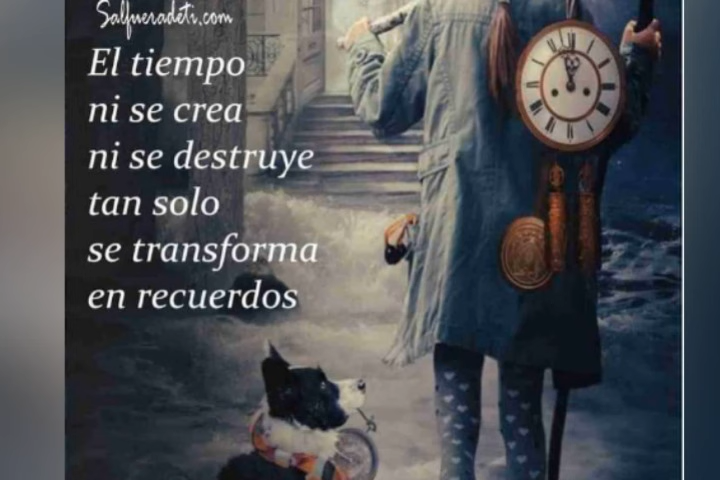 Salfueradeti.com
El tiempo
ni se crea
ni se destruye
tan solo
se transforma
en recuerdos